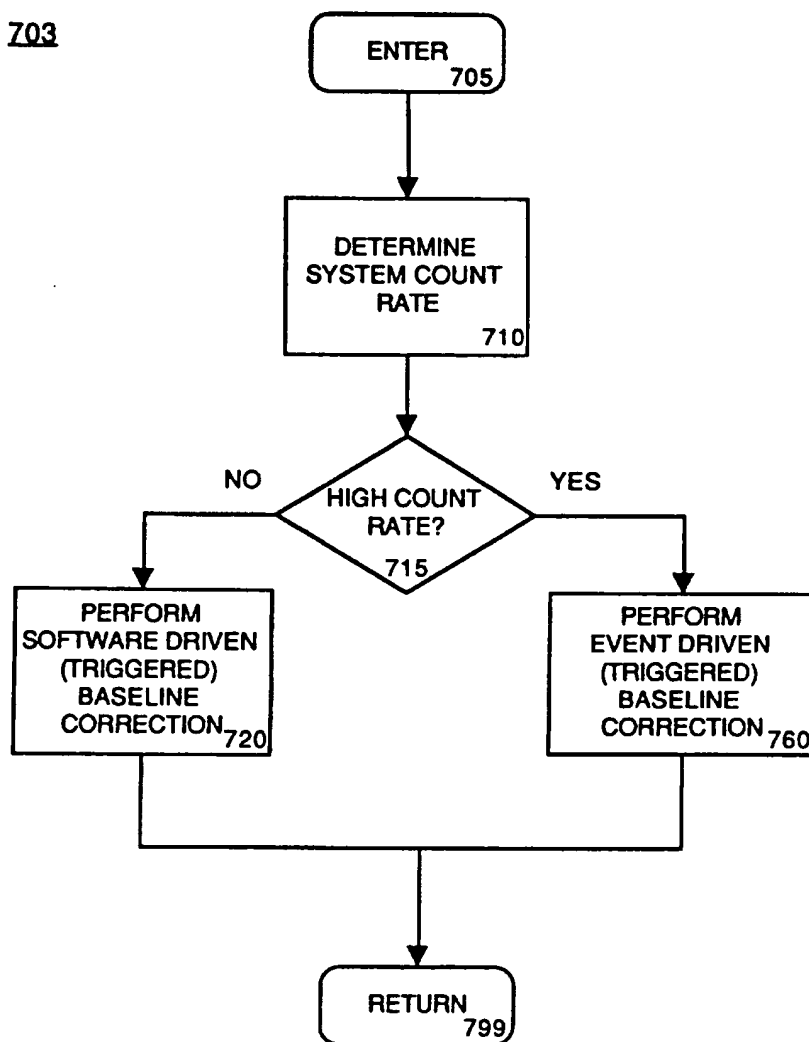 703
ENTER
705
DETERMINE
SYSTEM COUNT
RATE
710
NO
YES
HIGH COUNT
RATE?
715
PERFORM
SOFTWARE DRIVEN
(TRIGGERED)
BASELINE
CORRECTION
720
PERFORM
EVENT DRIVEN
(TRIGGERED)
BASELINE
CORRECTION
760
RETURN
799